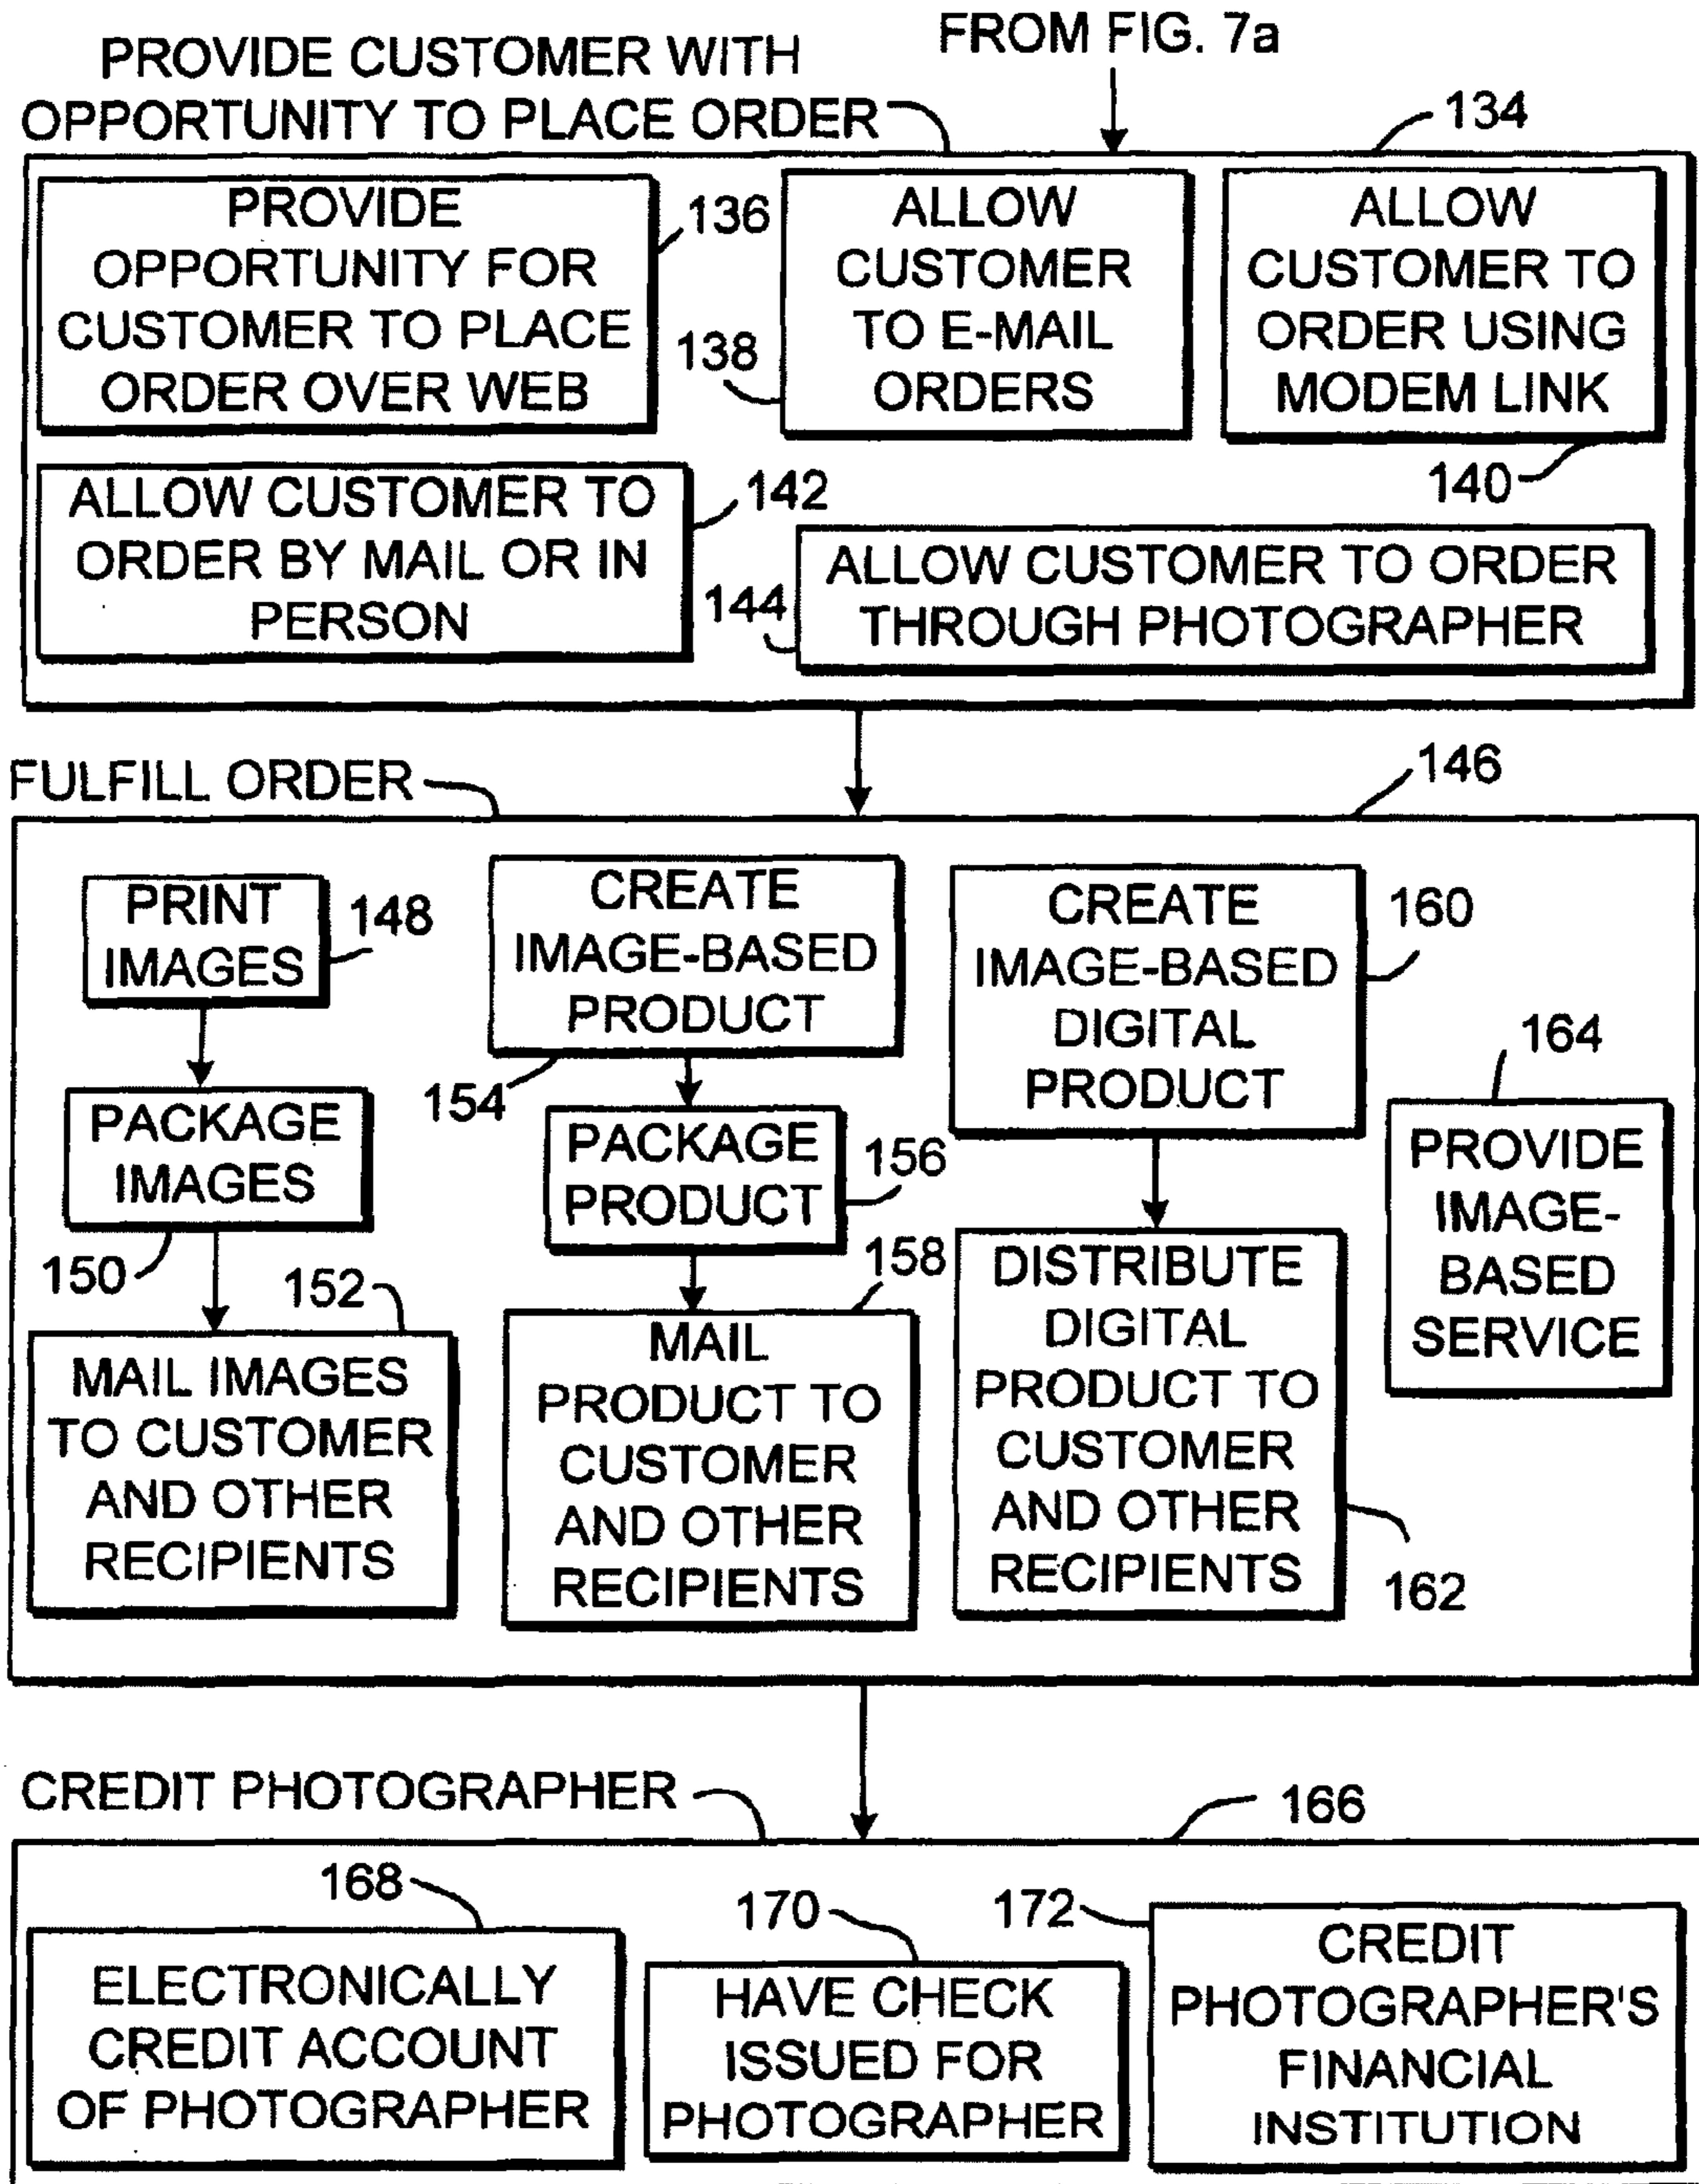 FROM FIG. 7a
PROVIDE CUSTOMER WITH
OPPORTUNITY TO PLACE ORDER
134
PROVIDE
OPPORTUNITY FOR
CUSTOMER TO PLACE
ORDER OVER WEB
136
ALLOW
CUSTOMER
TO E-MAIL
ORDERS
138
ALLOW
CUSTOMER TO
ORDER USING
MODEM LINK
140
ALLOW CUSTOMER TO
ORDER BY MAIL OR IN
PERSON
142
ALLOW CUSTOMER TO ORDER
THROUGH PHOTOGRAPHER
144
FULFILL ORDER
146
PRINT
IMAGES
148
PACKAGE
IMAGES
150
152
MAIL IMAGES
TO CUSTOMER
AND OTHER
RECIPIENTS
CREATE
IMAGE-BASED
PRODUCT
154
PACKAGE
PRODUCT
156
158
MAIL
PRODUCT TO
CUSTOMER
AND OTHER
RECIPIENTS
CREATE
IMAGE-BASED
DIGITAL
PRODUCT
160
DISTRIBUTE
DIGITAL
PRODUCT TO
CUSTOMER
AND OTHER
RECIPIENTS
162
164
PROVIDE
IMAGE-
BASED
SERVICE
CREDIT PHOTOGRAPHER
166
168
ELECTRONICALLY
CREDIT ACCOUNT
OF PHOTOGRAPHER
170
HAVE CHECK
ISSUED FOR
PHOTOGRAPHER
172
CREDIT
PHOTOGRAPHER'S
FINANCIAL
INSTITUTION